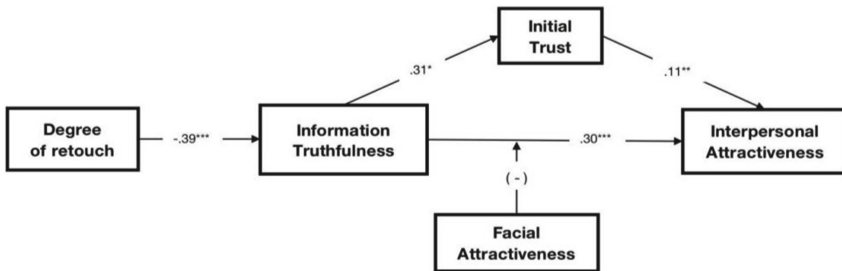 Initial
Trust
.31*
.11**
Degree
of retouch
-.39***
Information
Truthfulness
.30***
Interpersonal
Attractiveness
( - )
Facial
Attractiveness